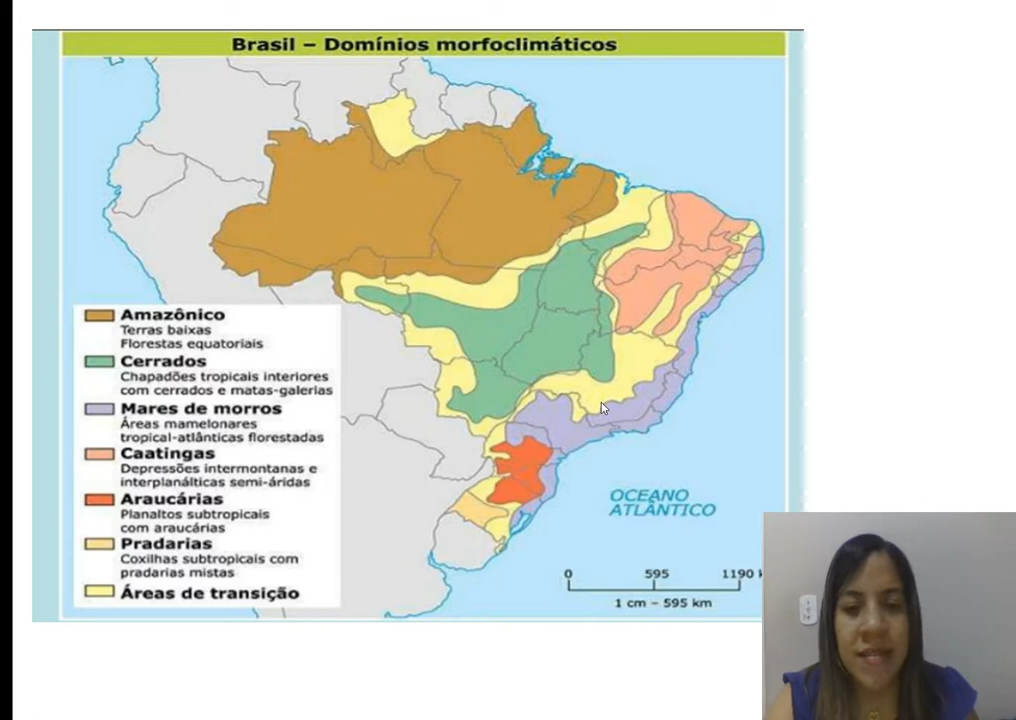 Brasil – Domínios morfoclimáticos
Amazônico
Terras baixas
Florestas equatoriais
Cerrados
Chapadões tropicais interiores
com cerrados e matas-galerias
Mares de morros
Áreas mamelonares
tropical-atlânticas florestadas
Caatingas
Depressões intermontanas e
interplanálticas semi-áridas
Araucárias
Planaltos subtropicais
com araucárias
Pradarias
Coxilhas subtropicais com
pradarias mistas
Áreas de transição
OCEANO
ATLÂNTICO
0 595 1190
1 cm – 595 km